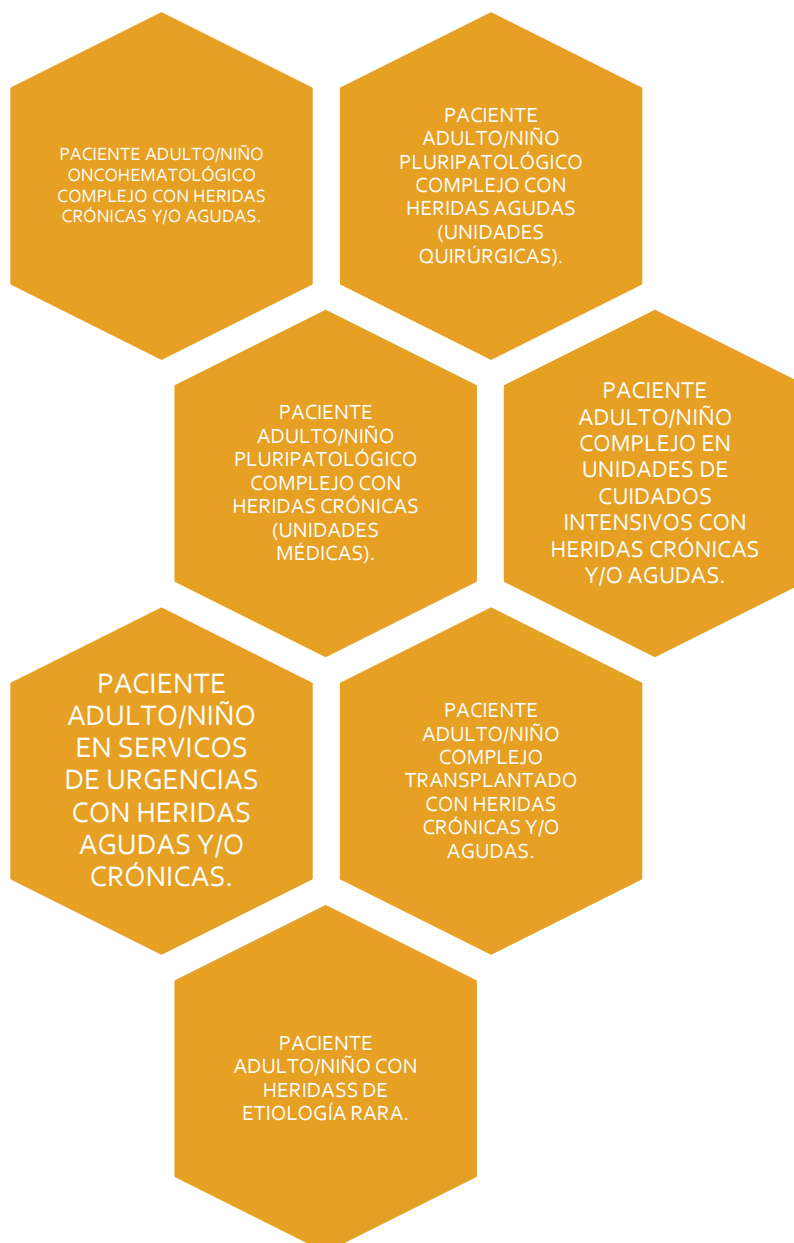 PACIENTE ADULTO/NIÑO
ONCOHEMATOLÓGICO
COMPLEJO CON HERIDAS
CRÓNICAS Y/O AGUDAS.
PACIENTE
ADULTO/NIÑO
PLURIPATOLÓGICO
COMPLEJO CON
HERIDAS AGUDAS
(UNIDADES
QUIRÚRGICAS).
PACIENTE
ADULTO/NIÑO
PLURIPATOLÓGICO
COMPLEJO CON
HERIDAS CRÓNICAS
(UNIDADES
MÉDICAS).
PACIENTE
ADULTO/NIÑO
COMPLEJO EN
UNIDADES DE
CUIDADOS
INTENSIVOS CON
HERIDAS CRÓNICAS
Y/O AGUDAS.
PACIENTE
ADULTO/NIÑO
EN SERVICOS
DE URGENCIAS
CON HERIDAS
AGUDAS Y/O
CRÓNICAS.
PACIENTE
ADULTO/NIÑO
COMPLEJO
TRANSPLANTADO
CON HERIDAS
CRÓNICAS Y/O
AGUDAS.
PACIENTE
ADULTO/NIÑO CON
HERIDASS DE
ETIOLOGÍA RARA.